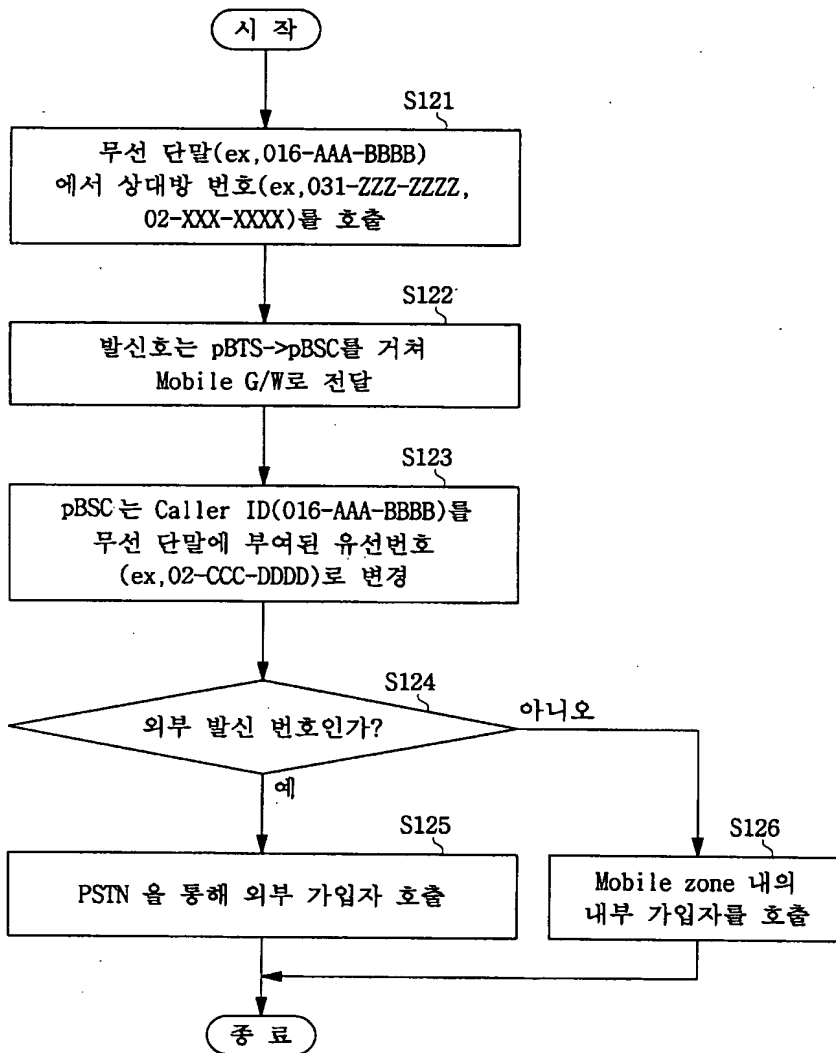 시 작
S121
무선 단말(ex,016-AAA-BBBB)
에서 상대방 번호(ex,031-ZZZ-ZZZZ,
02-XXX-XXXX)를 호출
S122
발신호는 pBTS->pBSC를 거쳐
Mobile G/W로 전달
S123
pBSC는 Caller ID(016-AAA-BBBB)를
무선 단말에 부여된 유선번호
(ex,02-CCC-DDDD)로 변경
S124
외부 발신 번호인가?
아니오
예
S125
PSTN 을 통해 외부 가입자 호출
S126
Mobile zone 내의
내부 가입자를 호출
종 료